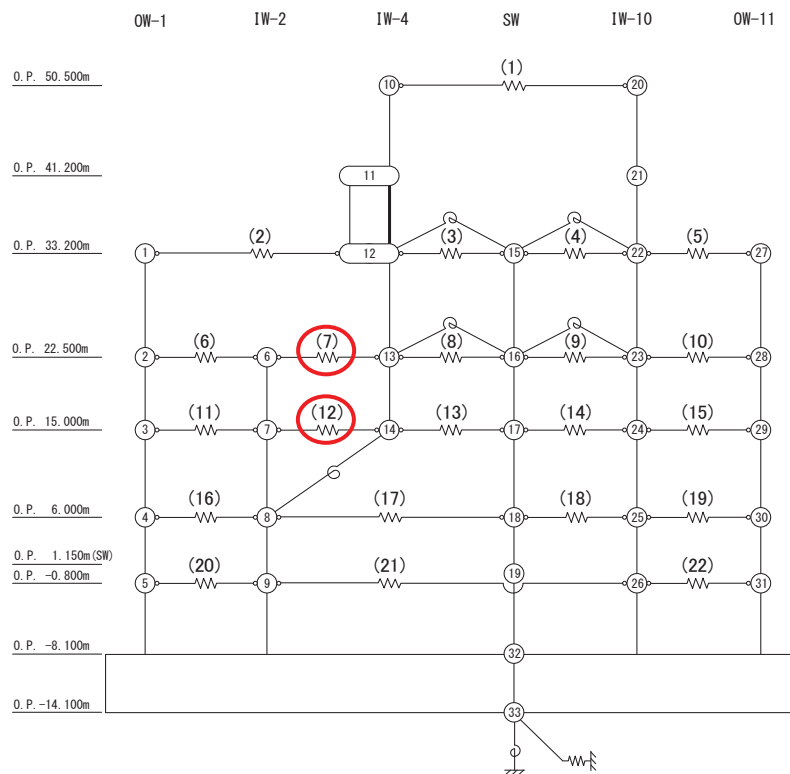 OW-1 IW-2 IW-4 SW IW-10 OW-11
(1)
O.P. 50.500m 10 20
O.P. 41.200m 11 21
(2) (3) (4) (5)
O.P. 33.200m 1 12 15 22 27
(6) (7) (8) (9) (10)
O.P. 22.500m 2 6 13 16 23 28
(11) (12) (13) (14) (15)
O.P. 15.000m 3 7 14 17 24 29
(16) (17) (18) (19)
O.P. 6.000m 4 8 18 25 30
O.P. 1.150m(SW) 19
(20) (21) (22)
O.P. -0.800m 5 9 26 31
O.P. -8.100m 32
O.P.-14.100m 33